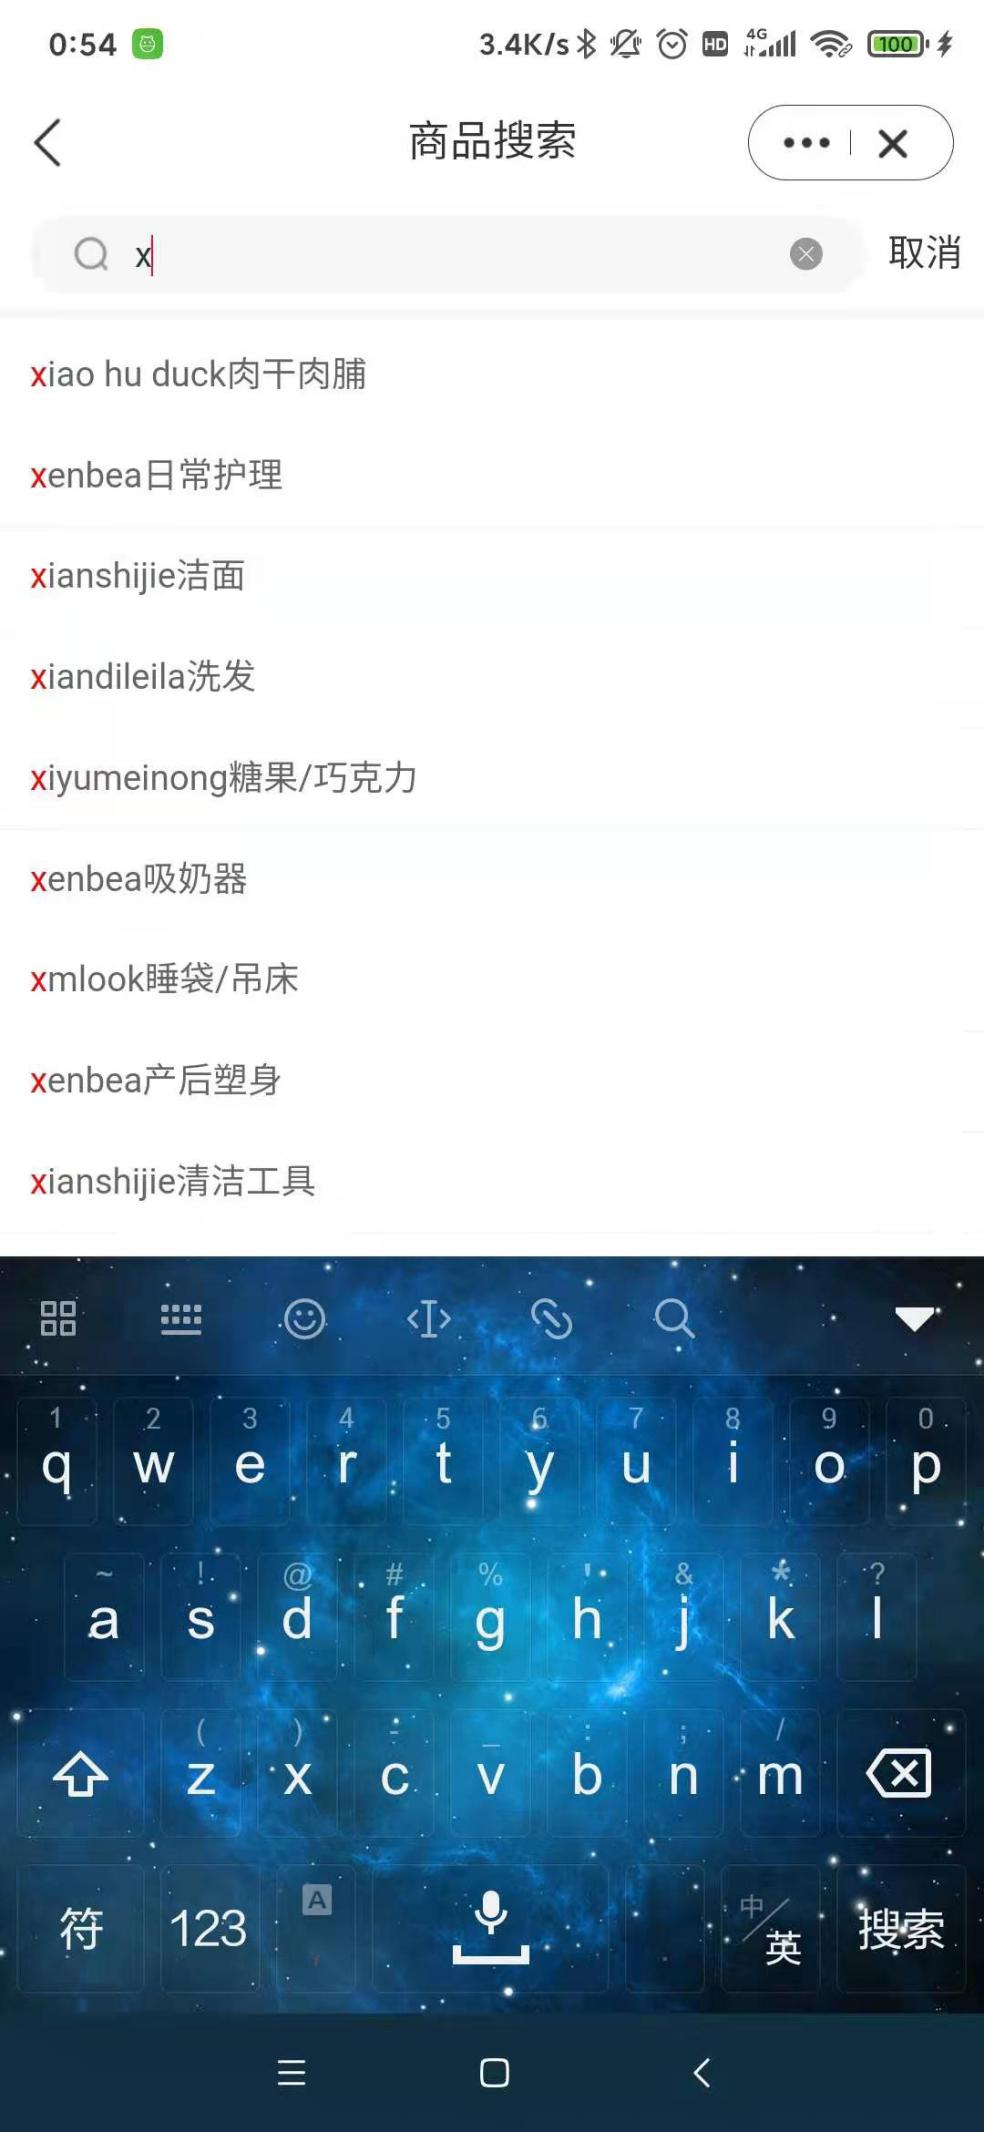 0:54 3.4K/s HD 4G 100
商品搜索
x 取消
xiao hu duck肉干肉脯
xenbea日常护理
xianshijie洁面
xiandileila洗发
xiyumeinong糖果/巧克力
xenbea吸奶器
xmlook睡袋/吊床
xenbea产后塑身
xianshijie清洁工具
1 2 3 4 5 6 7 8 9 0
q w e r t y u i o p
~ ! @ # % ' & * ?
a s d f g h j k l
( ) - _ : ; /
z x c v b n m
符 123 A 中/英 搜索